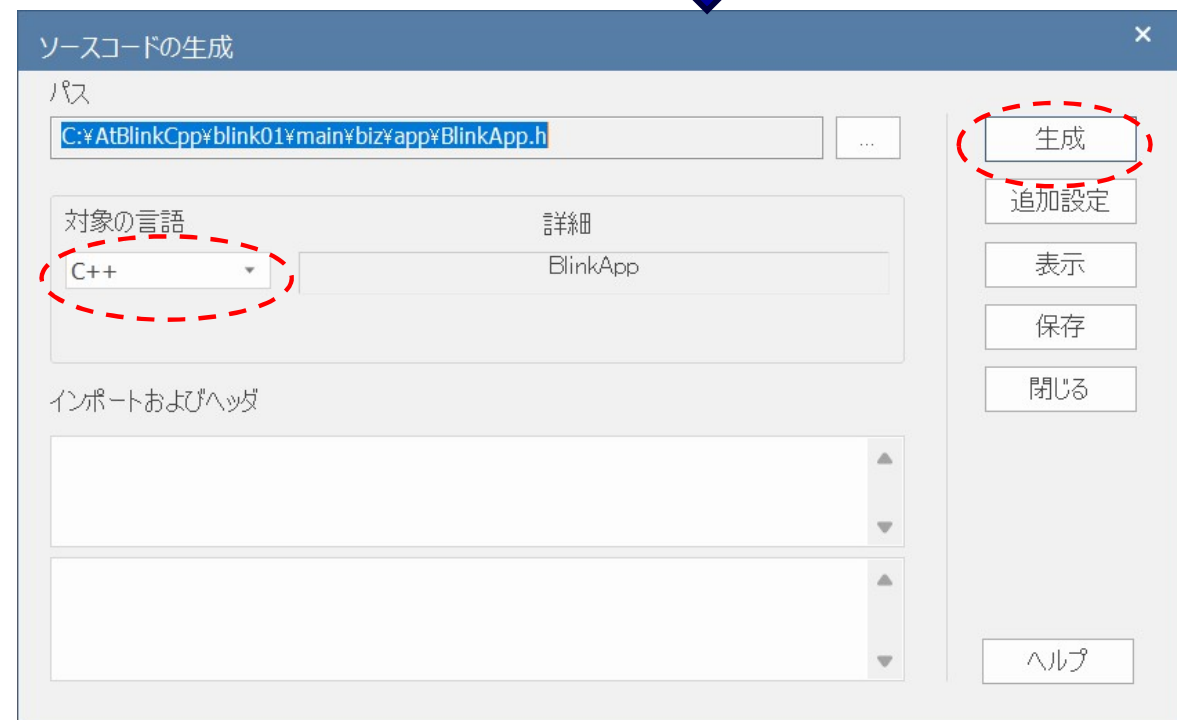 ソースコードの生成
×
パス
C:¥AtBlinkCpp¥blink01¥main¥biz¥app¥BlinkApp.h
...
生成
追加設定
対象の言語
詳細
C++
BlinkApp
表示
保存
閉じる
インポートおよびヘッダ
ヘルプ